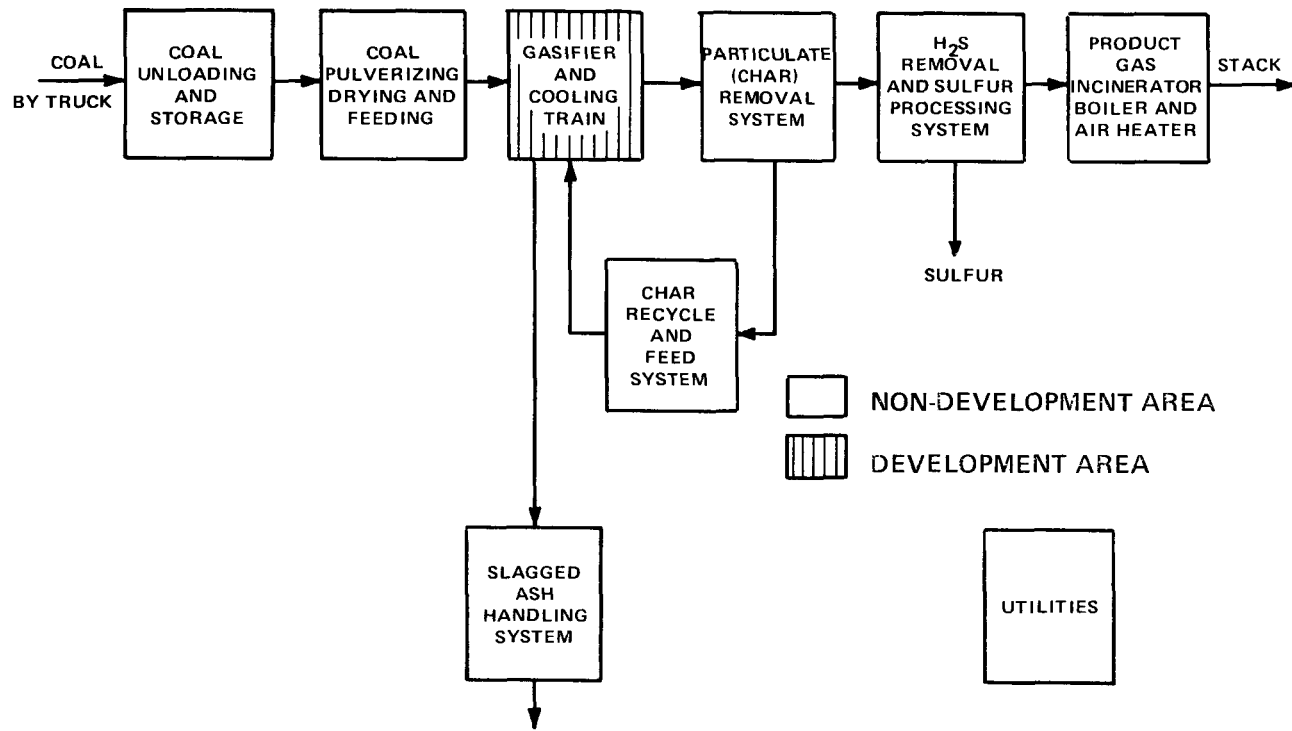 COAL
BY TRUCK
COAL
UNLOADING
AND
STORAGE
COAL
PULVERIZING
DRYING AND
FEEDING
GASIFIER
AND
COOLING
TRAIN
PARTICULATE
(CHAR)
REMOVAL
SYSTEM
H2S
REMOVAL
AND SULFUR
PROCESSING
SYSTEM
PRODUCT
GAS
INCINERATOR
BOILER AND
AIR HEATER
STACK
SULFUR
CHAR
RECYCLE
AND
FEED
SYSTEM
NON-DEVELOPMENT AREA
DEVELOPMENT AREA
SLAGGED
ASH
HANDLING
SYSTEM
UTILITIES